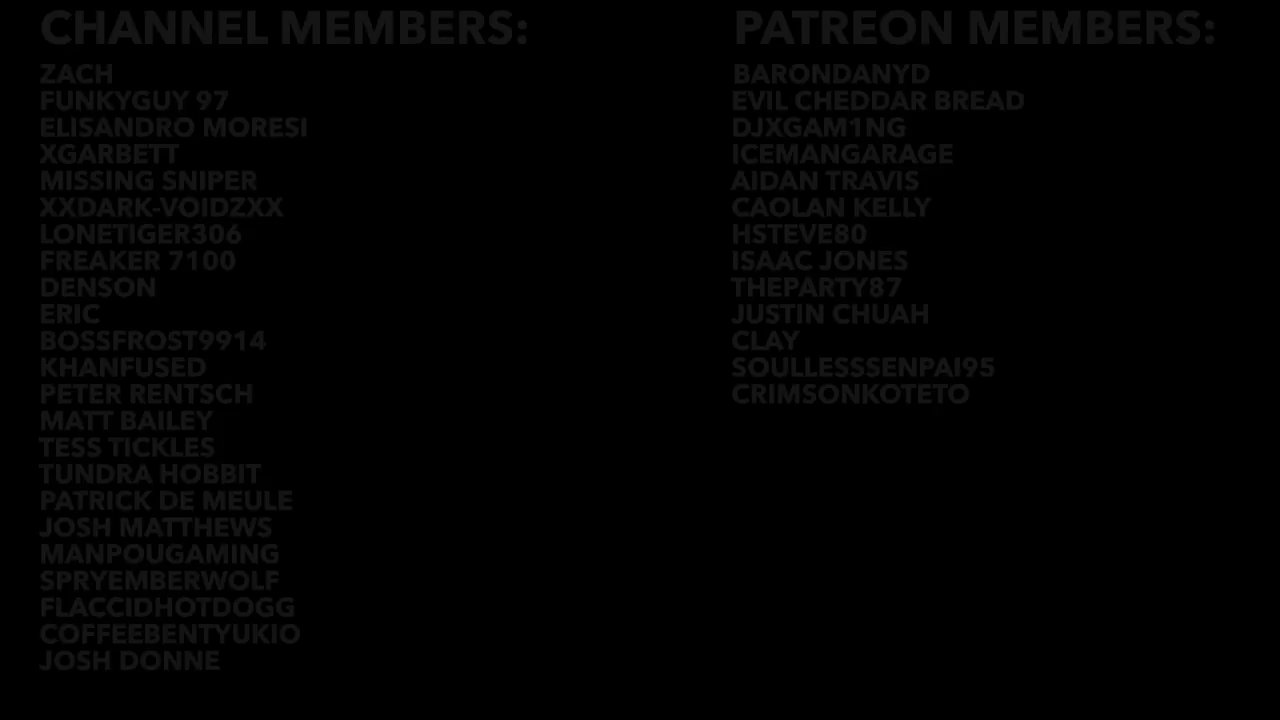 CHANNEL MEMBERS:
ZACH
FUNKYGUY 97
ELISANDRO MORESI
XGARBETT
MISSING SNIPER
XXDARK-VOIDZXX
LONETIGER306
FREAKER 7100
DENSON
ERIC
BOSSFROST9914
KHANFUSED
PETER RENTSCH
MATT BAILEY
TESS TICKLES
TUNDRA HOBBIT
PATRICK DE MEULE
JOSH MATTHEWS
MANPOUGAMING
SPRYEMBERWOLF
FLACCIDHOTDOGG
COFFEEBENTYUKIO
JOSH DONNE
PATREON MEMBERS:
BARONDANYD
EVIL CHEDDAR BREAD
DJXGAM1NG
ICEMANGARAGE
AIDAN TRAVIS
CAOLAN KELLY
HSTEVE80
ISAAC JONES
THEPARTY87
JUSTIN CHUAH
CLAY
SOULLESSSENPAI95
CRIMSONKOTETO